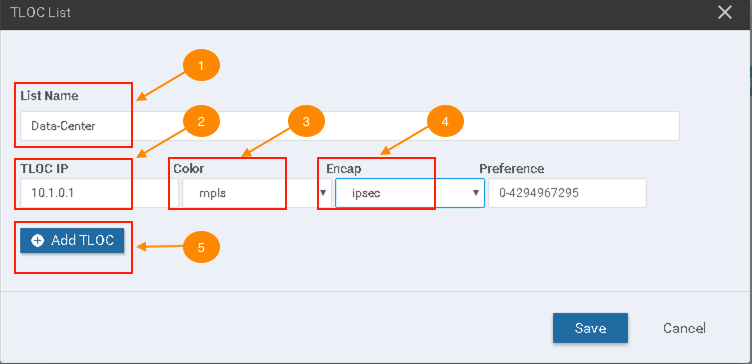 TLOC List
1
List Name
Data-Center
2
3
4
TLOC IP Color Encap Preference
10.1.0.1 mpls ipsec 0-4294967295
Add TLOC
5
Save Cancel